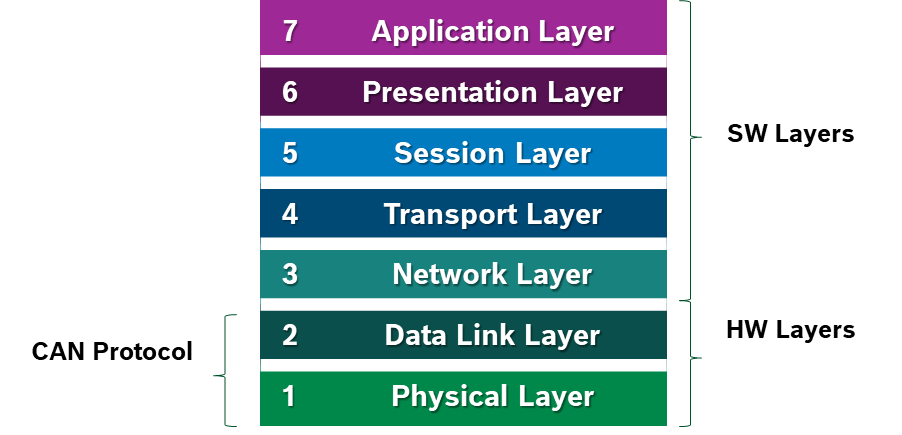 7 Application Layer
6 Presentation Layer
5 Session Layer
SW Layers
4 Transport Layer
3 Network Layer
2 Data Link Layer
HW Layers
CAN Protocol
1 Physical Layer